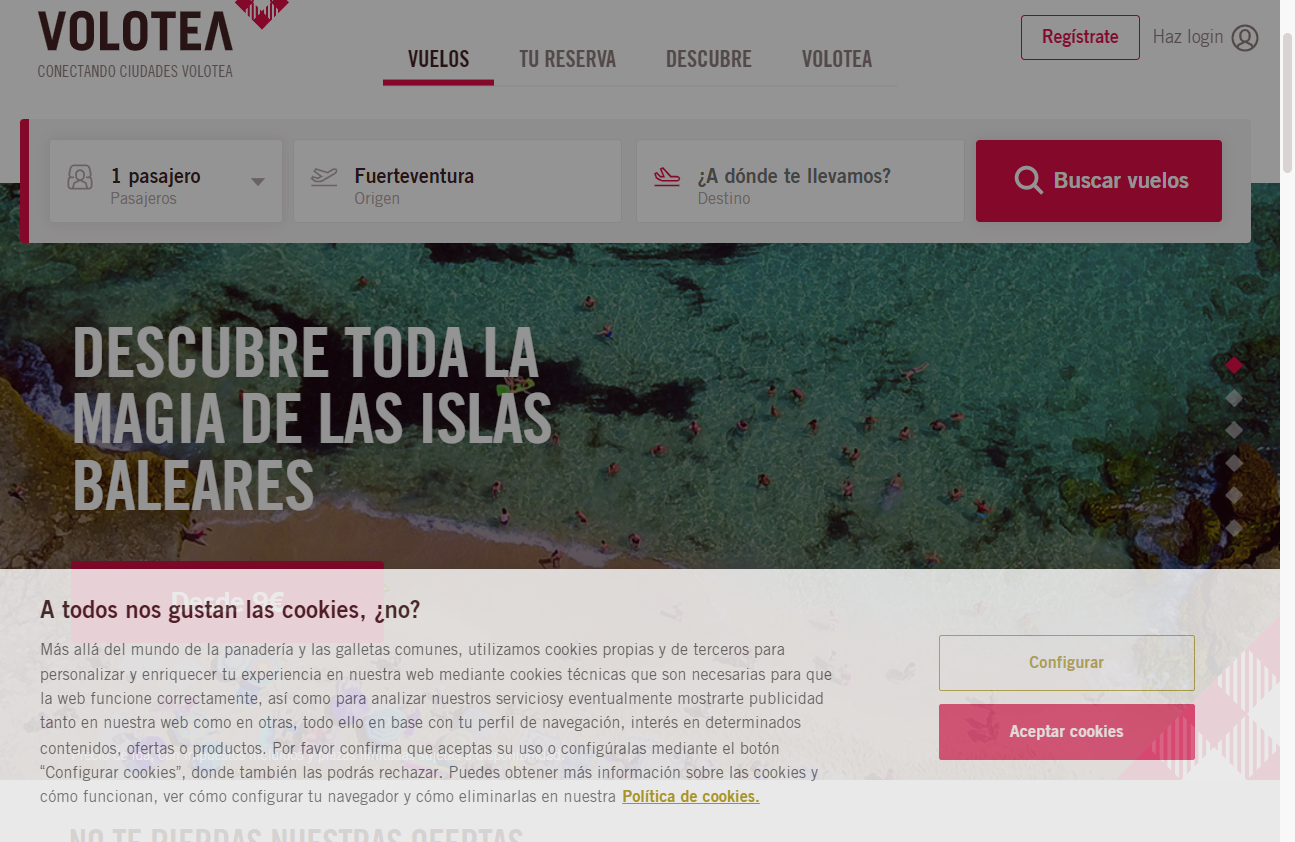 VOLOTEA
CONECTANDO CIUDADES VOLOTEA
VUELOS
TU RESERVA
DESCUBRE
VOLOTEA
Regístrate
Haz login
1 pasajero
Pasajeros
Fuerteventura
Origen
¿A dónde te llevamos?
Destino
Buscar vuelos
DESCUBRE TODA LA
MAGIA DE LAS ISLAS
BALEARES
Desde 9€
A todos nos gustan las cookies, ¿no?
Más allá del mundo de la panadería y las galletas comunes, utilizamos cookies propias y de terceros para
personalizar y enriquecer tu experiencia en nuestra web mediante cookies técnicas que son necesarias para que
la web funcione correctamente, así como para analizar nuestros serviciosy eventualmente mostrarte publicidad
tanto en nuestra web como en otras, todo ello en base con tu perfil de navegación, interés en determinados
contenidos, ofertas o productos. Por favor confirma que aceptas su uso o configúralas mediante el botón
“Configurar cookies”, donde también las podrás rechazar. Puedes obtener más información sobre las cookies y
cómo funcionan, ver cómo configurar tu navegador y cómo eliminarlas en nuestra Política de cookies.
Configurar
Aceptar cookies
NO TE PIERDAS NUESTRAS OFERTAS